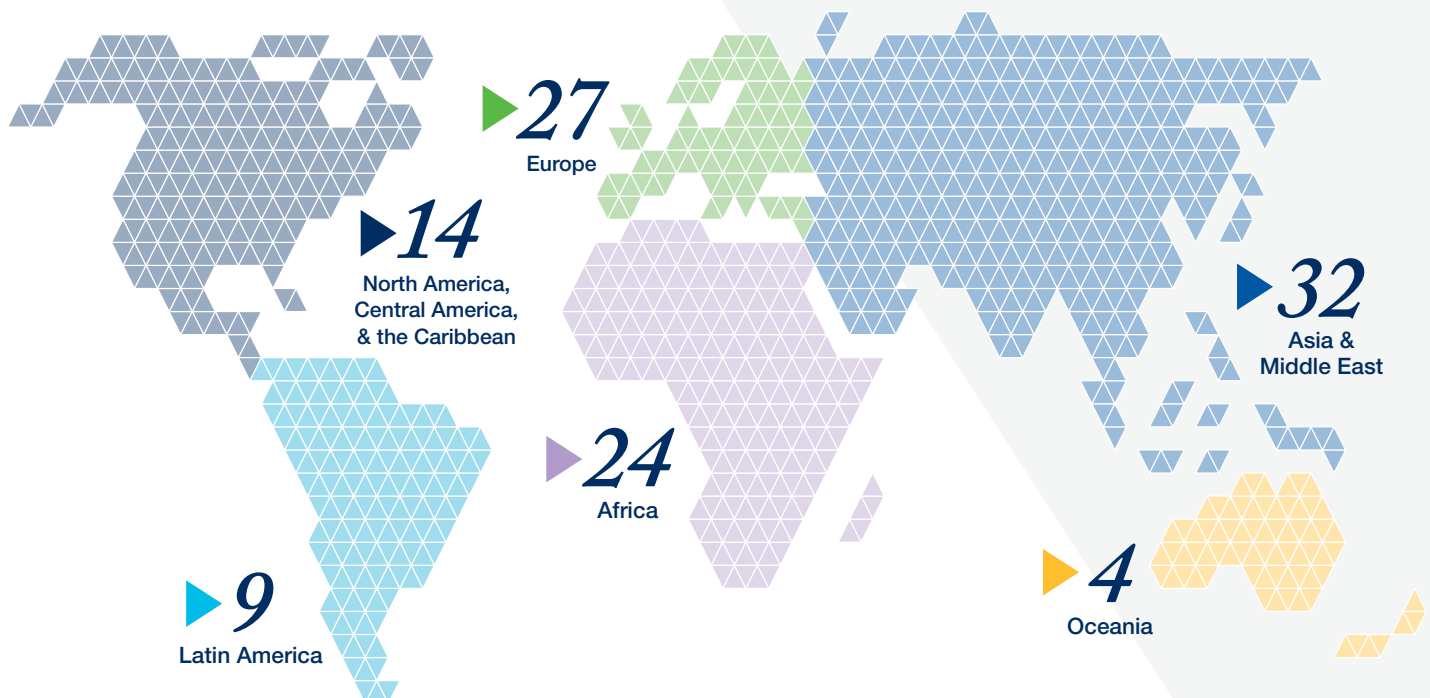 27
Europe
14
North America,
Central America,
& the Caribbean
32
Asia &
Middle East
24
Africa
9
Latin America
4
Oceania